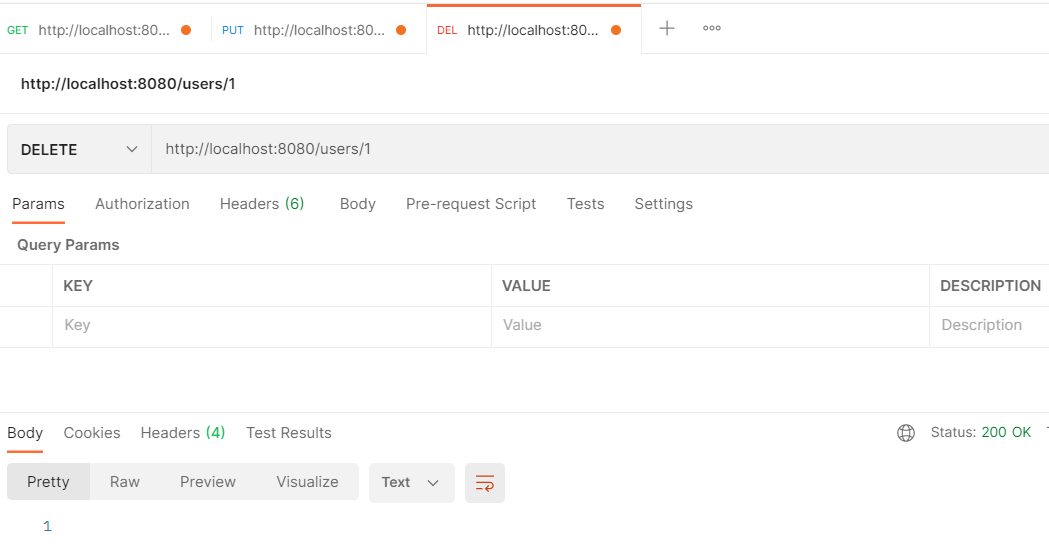 GET http://localhost:80... PUT http://localhost:80... DEL http://localhost:80...
http://localhost:8080/users/1
DELETE http://localhost:8080/users/1
Params Authorization Headers (6) Body Pre-request Script Tests Settings
Query Params
KEY VALUE DESCRIPTION
Key Value Description
Body Cookies Headers (4) Test Results Status: 200 OK
Pretty Raw Preview Visualize Text
1